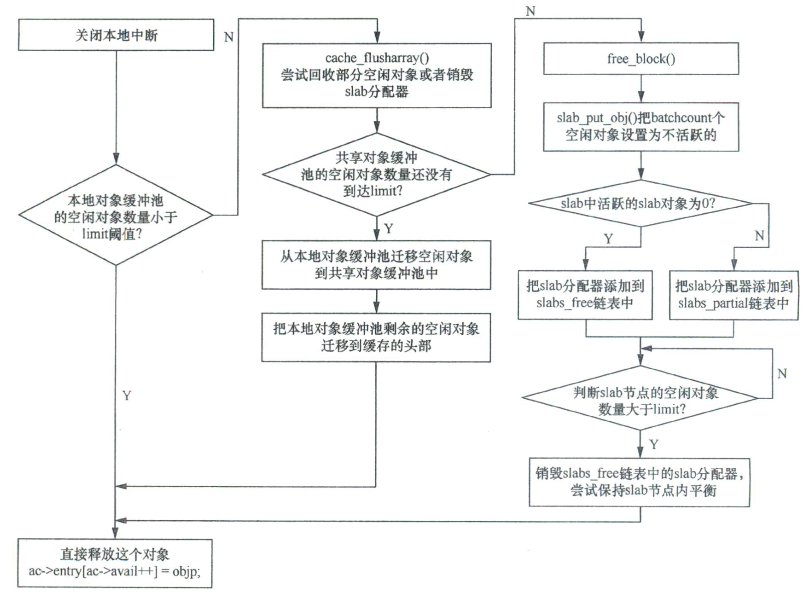 关闭本地中断
N
本地对象缓冲池
的空闲对象数量小于
limit阈值?
Y
直接释放这个对象
ac->entry[ac->avail++] = objp;
cache_flusharray()
尝试回收部分空闲对象或者销毁
slab分配器
N
共享对象缓冲
池的空闲对象数量还没有
到达limit?
Y
从本地对象缓冲池迁移空闲对象
到共享对象缓冲池中
把本地对象缓冲池剩余的空闲对象
迁移到缓存的头部
free_block()
slab_put_obj()把batchcount个
空闲对象设置为不活跃的
slab中活跃的slab对象为0?
Y
N
把slab分配器添加到
slabs_free链表中
把slab分配器添加到
slabs_partial链表中
判断slab节点的空闲对象
数量大于limit?
N
Y
销毁slabs_free链表中的slab分配器,
尝试保持slab节点内平衡